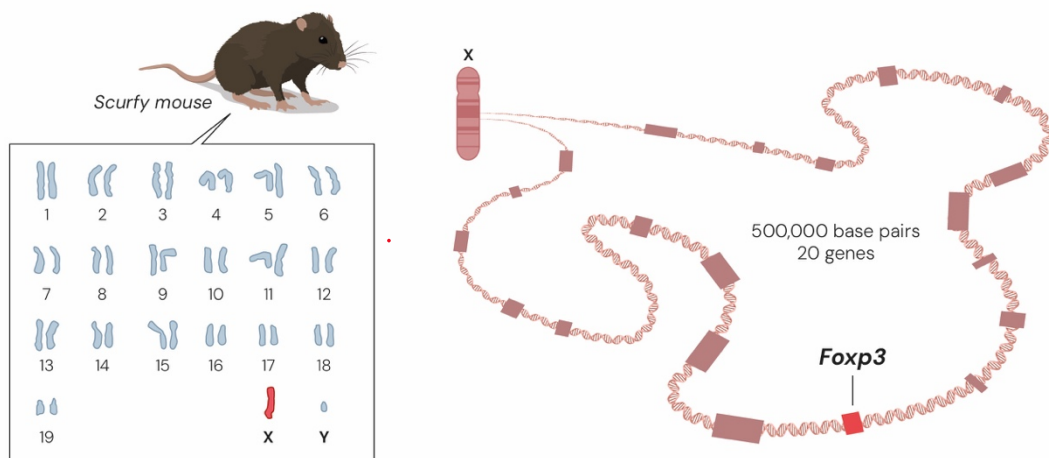 Scurfy mouse
1 2 3 4 5 6
7 8 9 10 11 12
13 14 15 16 17 18
19 X Y
X
500,000 base pairs
20 genes
Foxp3